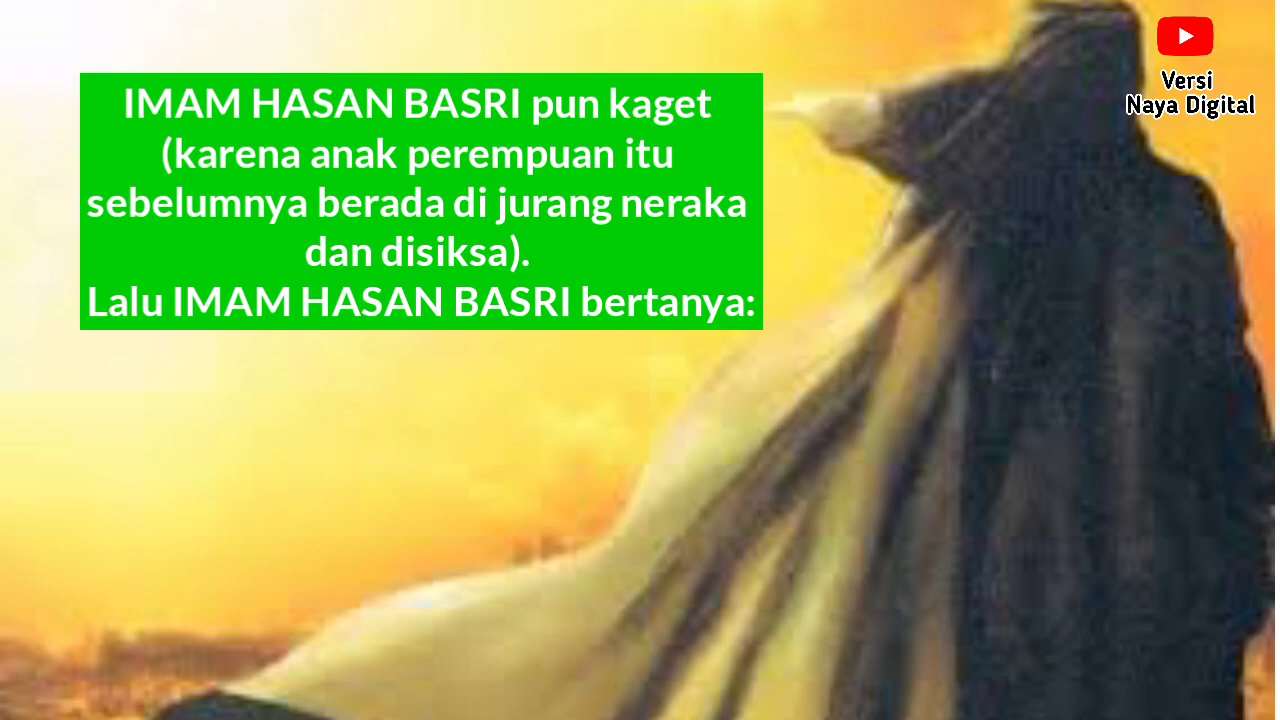 IMAM HASAN BASRI pun kaget
(karena anak perempuan itu
sebelumnya berada di jurang neraka
dan disiksa).
Lalu IMAM HASAN BASRI bertanya:
Versi
Naya Digital